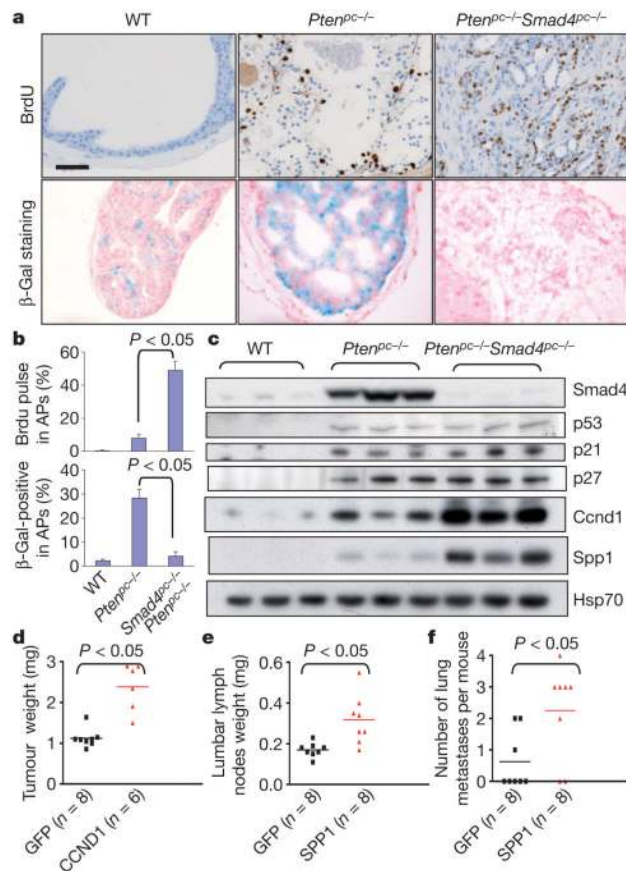 a
WT
Pten^pc−/−
Pten^pc−/−Smad4^pc−/−
BrdU
β-Gal staining
b
P < 0.05
Brdu pulse
in APs (%)
60
40
20
0
P < 0.05
β-Gal-positive
in APs (%)
40
30
20
10
0
WT
Pten^pc−/−
Smad4^pc−/−
Pten^pc−/−
c
WT
Pten^pc−/−
Pten^pc−/−Smad4^pc−/−
Smad4
p53
p21
p27
Ccnd1
Spp1
Hsp70
d
P < 0.05
Tumour weight (mg)
3
2
1
0
GFP (n = 8)
CCND1 (n = 6)
e
P < 0.05
Lumbar lymph
nodes weight (mg)
0.6
0.4
0.2
0
GFP (n = 8)
SPP1 (n = 8)
f
P < 0.05
Number of lung
metastases per mouse
4
3
2
1
0
GFP (n = 8)
SPP1 (n = 8)